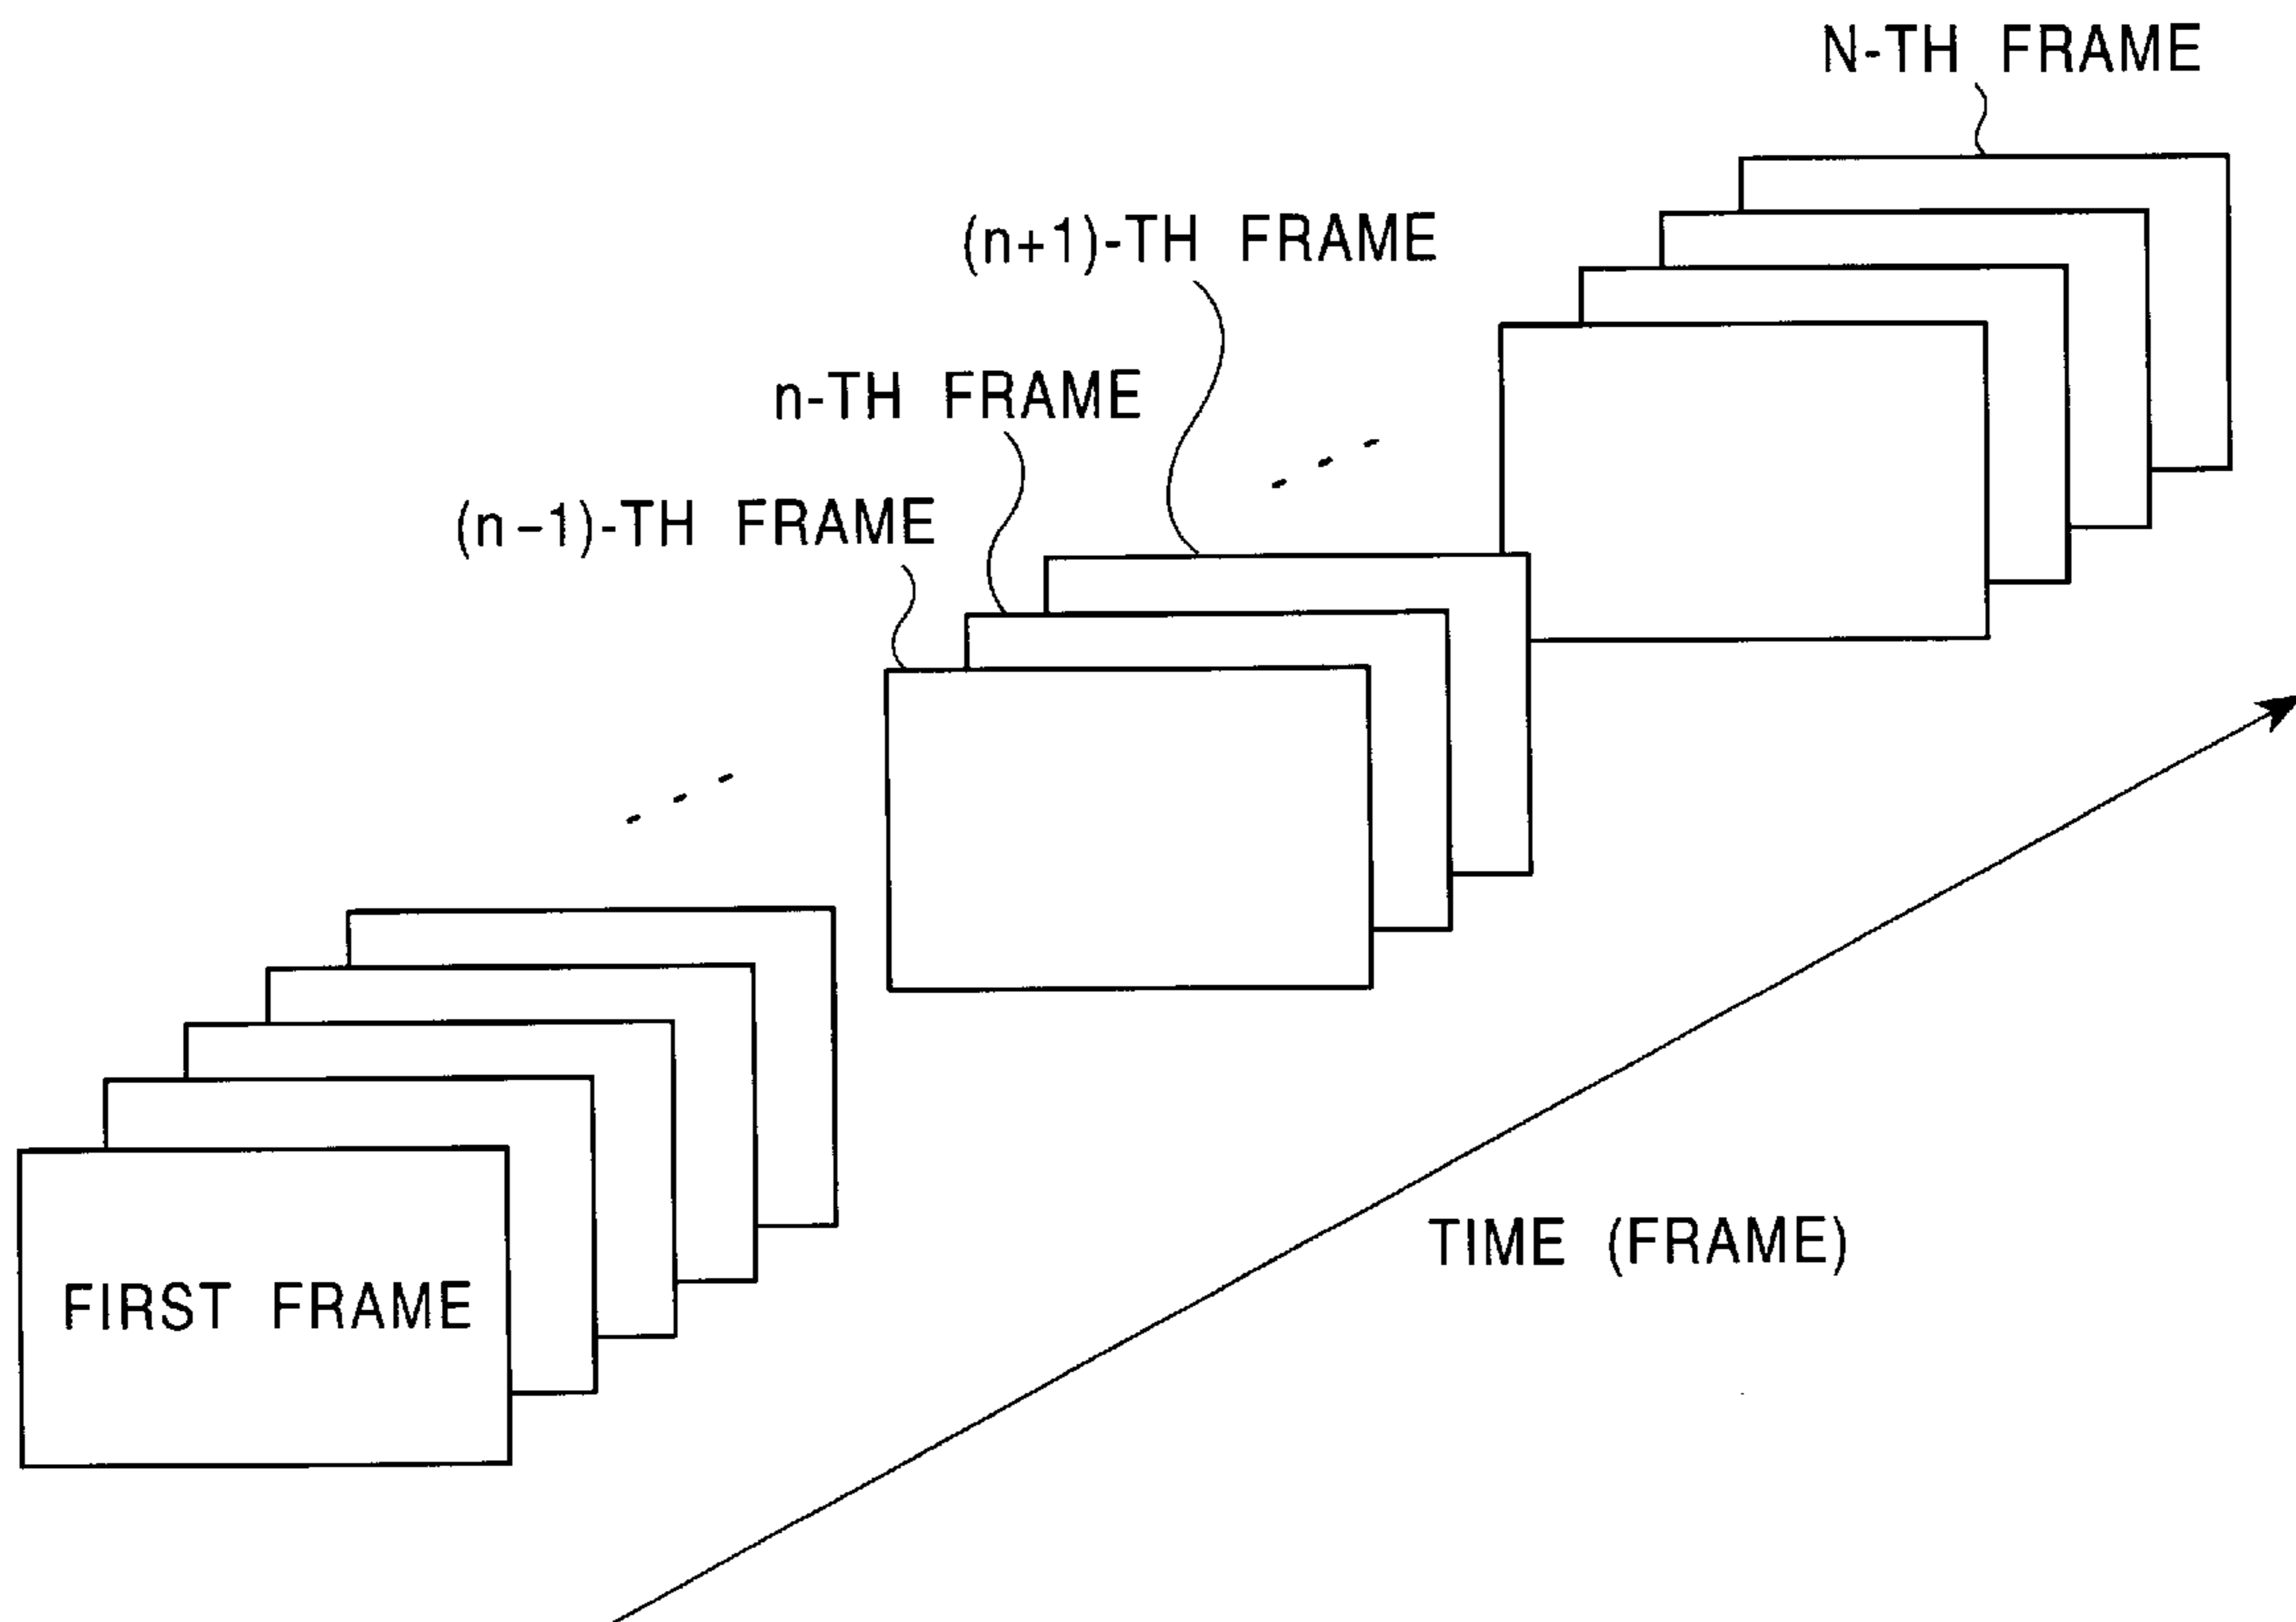 N-TH FRAME
(n+1)-TH FRAME
n-TH FRAME
(n-1)-TH FRAME
TIME (FRAME)
FIRST FRAME